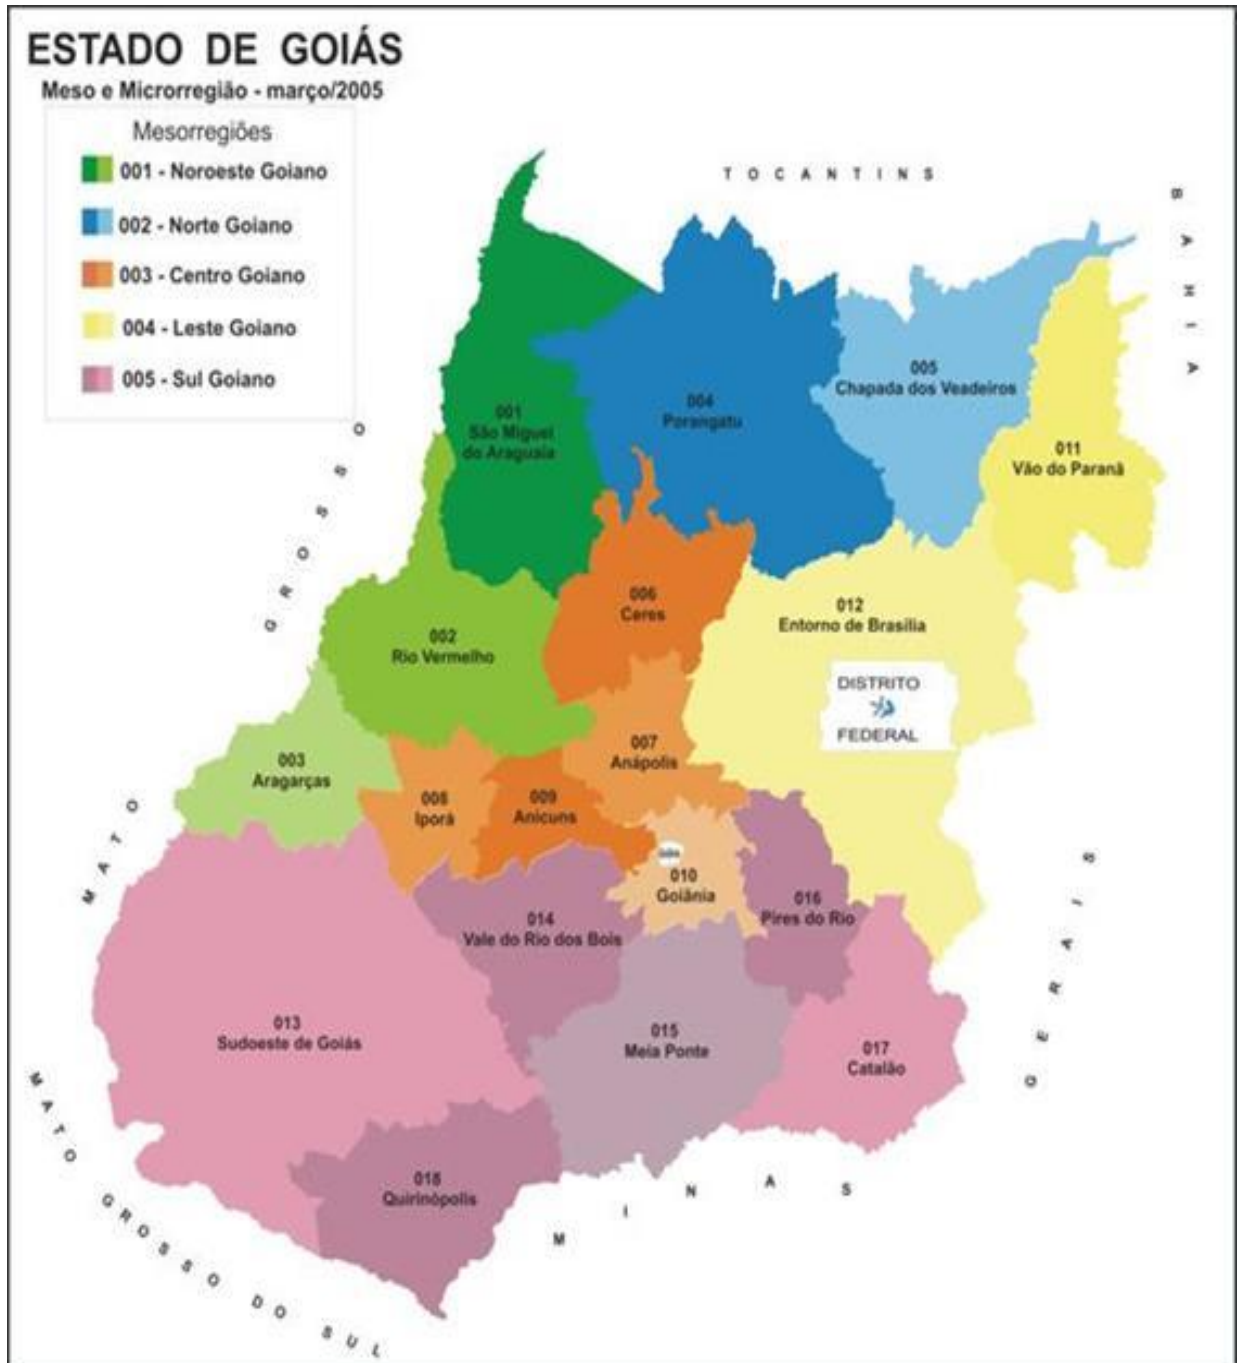 ESTADO DE GOIÁS
Meso e Microrregião - março/2005
Mesorregiões
001 - Noroeste Goiano
002 - Norte Goiano
003 - Centro Goiano
004 - Leste Goiano
005 - Sul Goiano
TOCANTINS
BAHIA
MATO GROSSO
001
São Miguel
do Araguaia
004
Porangatu
005
Chapada dos Veadeiros
011
Vão do Paranã
006
Ceres
012
Entorno de Brasília
002
Rio Vermelho
DISTRITO
FEDERAL
003
Aragarças
007
Anápolis
008
Iporá
009
Anicuns
010
Goiânia
016
Pires do Rio
014
Vale do Rio dos Bois
013
Sudoeste de Goiás
015
Meia Ponte
017
Catalão
018
Quirinópolis
MINAS GERAIS
MATO GROSSO DO SUL